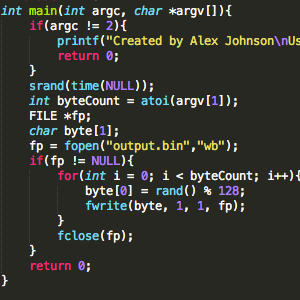 int main(int argc, char *argv[]){
if(argc != 2){
printf("Created by Alex Johnson\nUs
return 0;
}
srand(time(NULL));
int byteCount = atoi(argv[1]);
FILE *fp;
char byte[1];
fp = fopen("output.bin","wb");
if(fp != NULL){
for(int i = 0; i < byteCount; i++){
byte[0] = rand() % 128;
fwrite(byte, 1, 1, fp);
}
fclose(fp);
}
return 0;
}